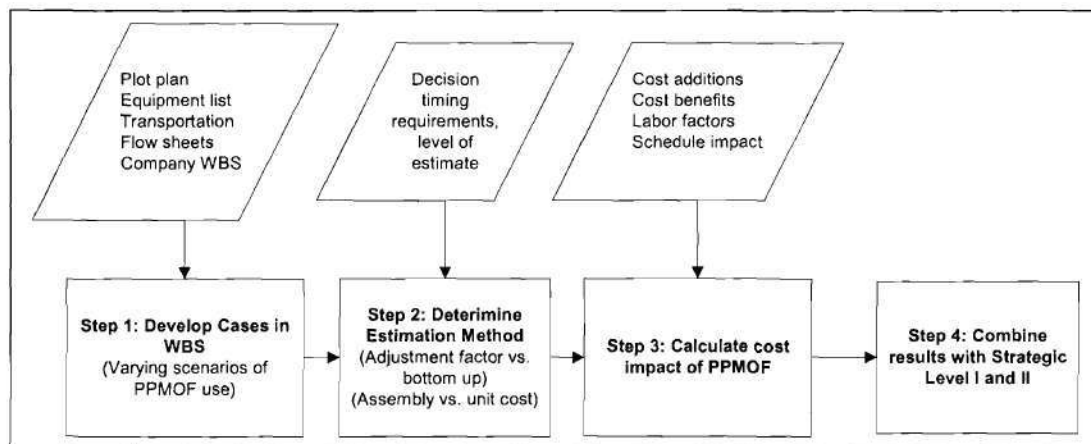 Plot plan
Equipment list
Transportation
Flow sheets
Company WBS
Decision
timing
requirements,
level of
estimate
Cost additions
Cost benefits
Labor factors
Schedule impact
Step 1: Develop Cases in
WBS
(Varying scenarios of
PPMOF use)
Step 2: Deterimine
Estimation Method
(Adjustment factor vs.
bottom up)
(Assembly vs. unit cost)
Step 3: Calculate cost
impact of PPMOF
Step 4: Combine
results with Strategic
Level I and II